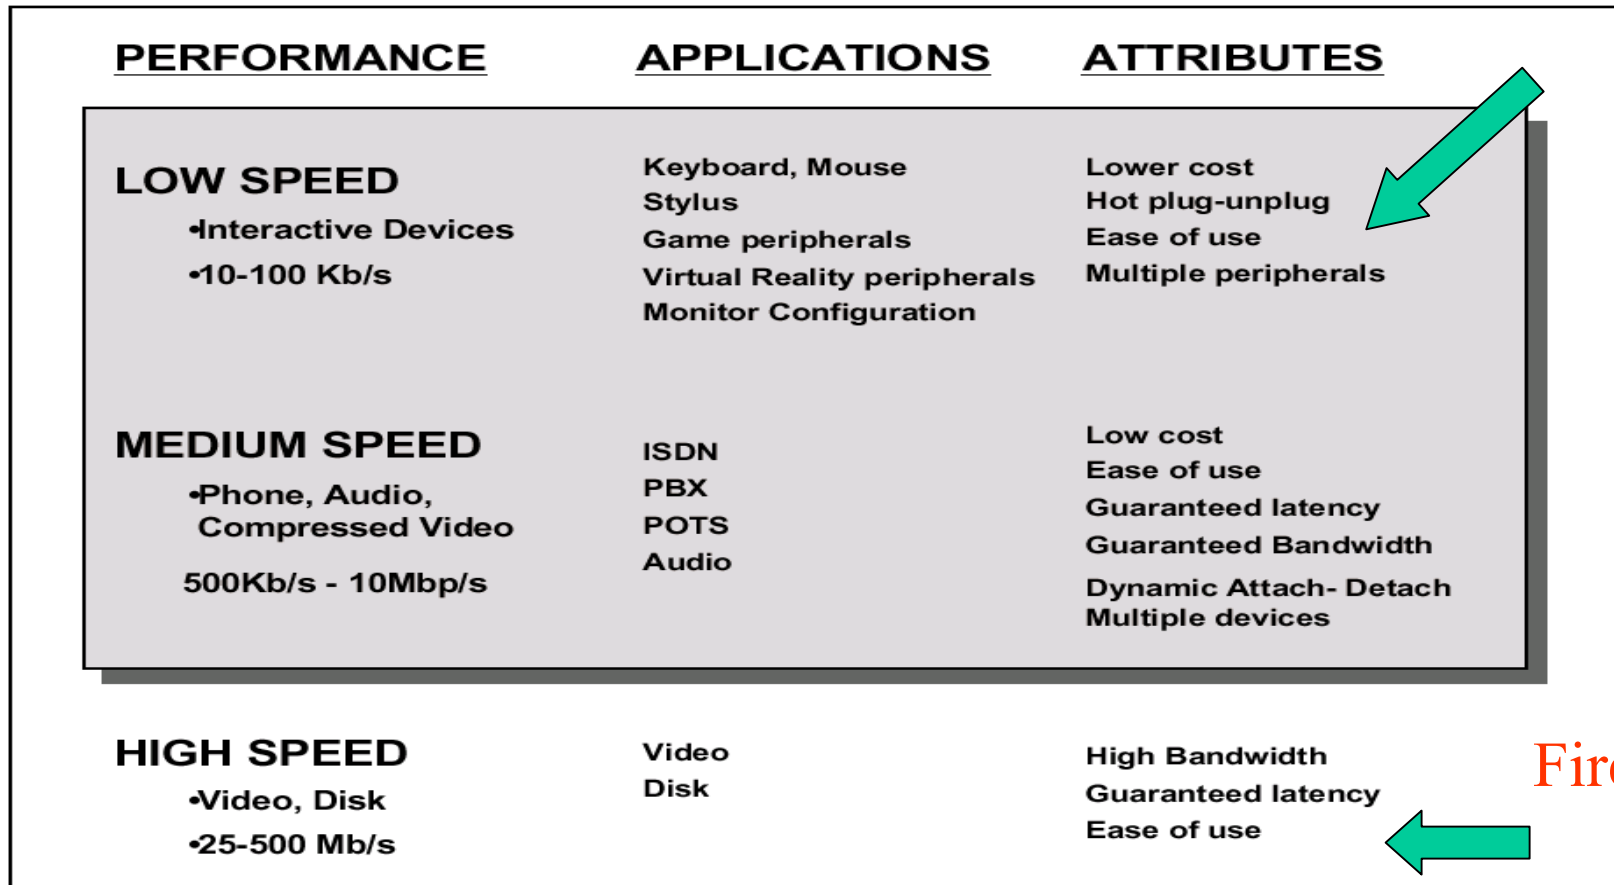 PERFORMANCE APPLICATIONS ATTRIBUTES
LOW SPEED
•Interactive Devices
•10-100 Kb/s
Keyboard, Mouse
Stylus
Game peripherals
Virtual Reality peripherals
Monitor Configuration
Lower cost
Hot plug-unplug
Ease of use
Multiple peripherals
MEDIUM SPEED
•Phone, Audio,
Compressed Video
500Kb/s - 10Mbp/s
ISDN
PBX
POTS
Audio
Low cost
Ease of use
Guaranteed latency
Guaranteed Bandwidth
Dynamic Attach- Detach
Multiple devices
HIGH SPEED
•Video, Disk
•25-500 Mb/s
Video
Disk
High Bandwidth
Guaranteed latency
Ease of use